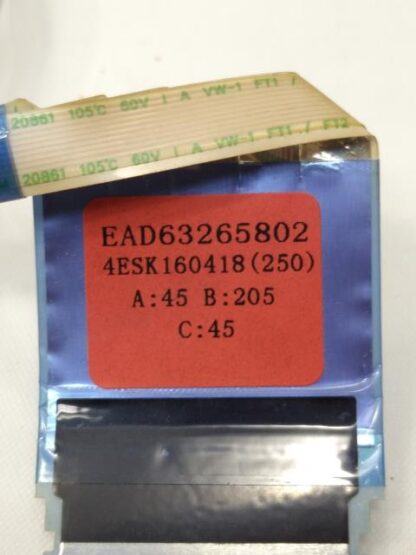 20861 105℃ 60V I A VW-1 FT1 /
20861 105℃ 60V I A VW-1 FT1 / FT2
EAD63265802
4ESK160418(250)
A:45 B:205
C:45